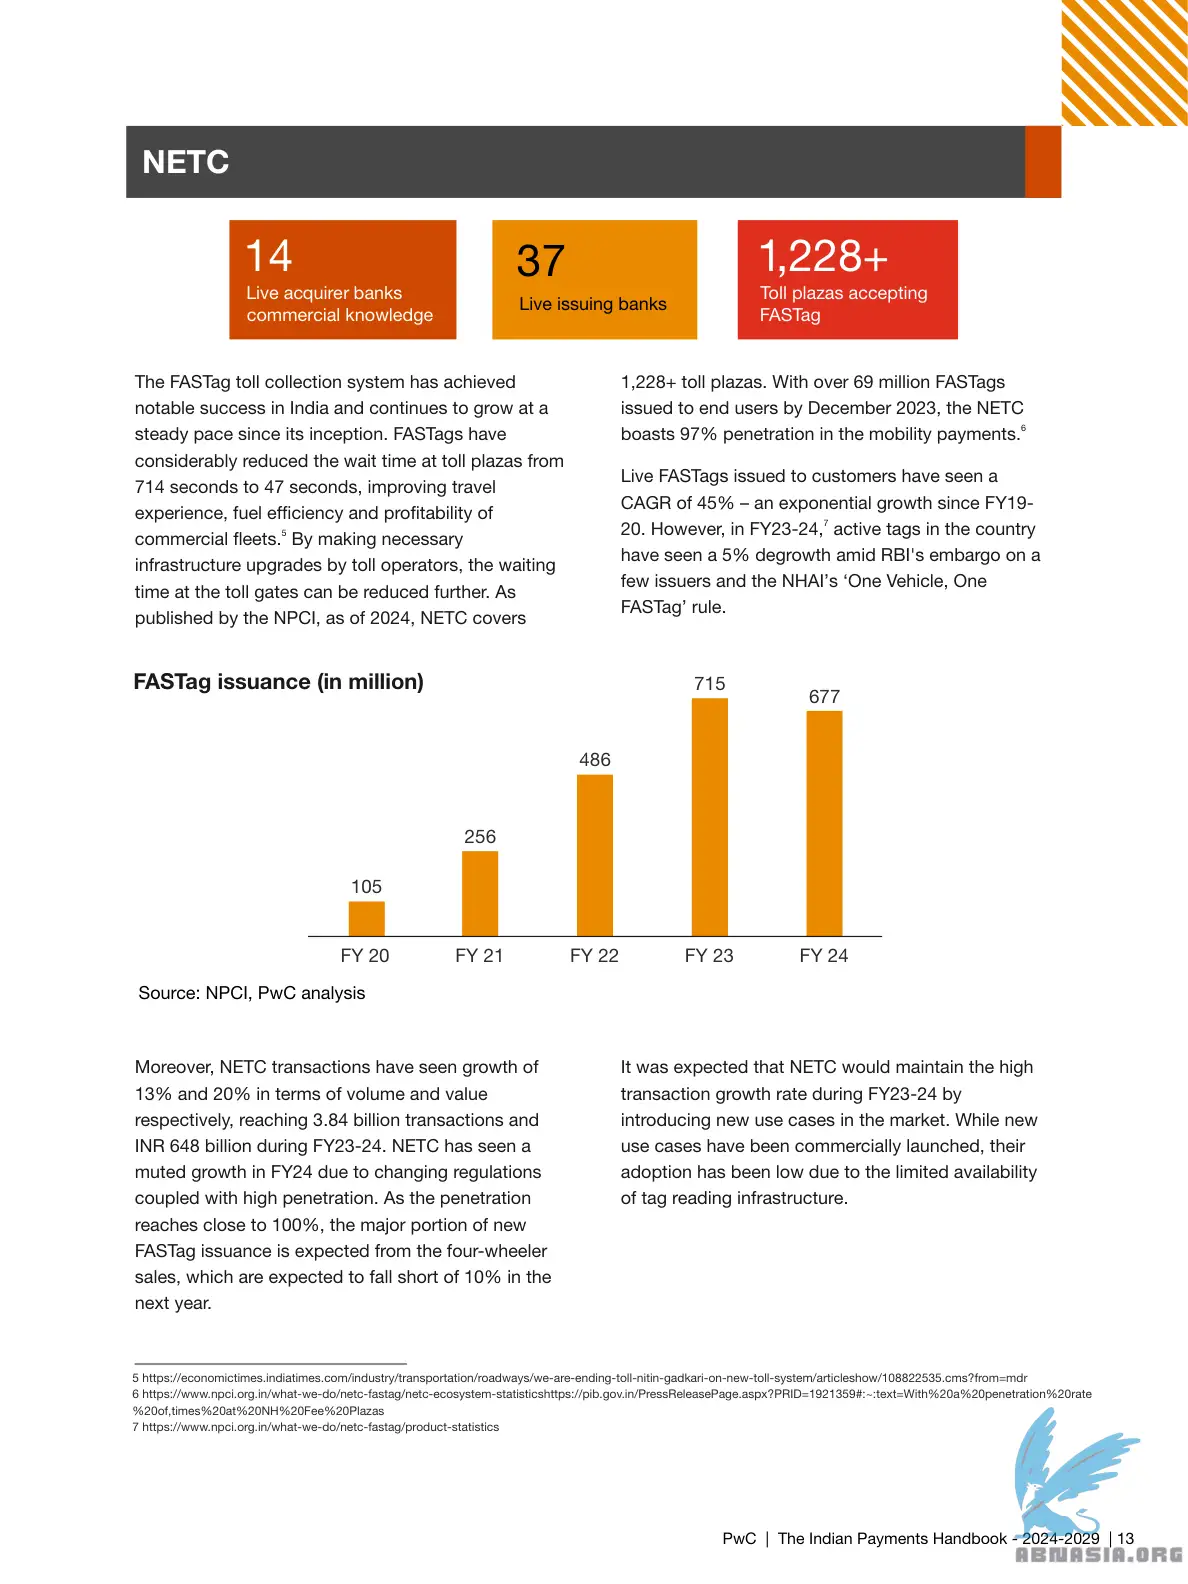 NETC
14
Live acquirer banks
commercial knowledge
37
Live issuing banks
1,228+
Toll plazas accepting
FASTag
The FASTag toll collection system has achieved
notable success in India and continues to grow at a
steady pace since its inception. FASTags have
considerably reduced the wait time at toll plazas from
714 seconds to 47 seconds, improving travel
experience, fuel efficiency and profitability of
commercial fleets.5 By making necessary
infrastructure upgrades by toll operators, the waiting
time at the toll gates can be reduced further. As
published by the NPCI, as of 2024, NETC covers
1,228+ toll plazas. With over 69 million FASTags
issued to end users by December 2023, the NETC
boasts 97% penetration in the mobility payments.6
Live FASTags issued to customers have seen a
CAGR of 45% – an exponential growth since FY19-
20. However, in FY23-24,7 active tags in the country
have seen a 5% degrowth amid RBI's embargo on a
few issuers and the NHAI’s ‘One Vehicle, One
FASTag’ rule.
FASTag issuance (in million)
105
256
486
715
677
FY 20
FY 21
FY 22
FY 23
FY 24
Source: NPCI, PwC analysis
Moreover, NETC transactions have seen growth of
13% and 20% in terms of volume and value
respectively, reaching 3.84 billion transactions and
INR 648 billion during FY23-24. NETC has seen a
muted growth in FY24 due to changing regulations
coupled with high penetration. As the penetration
reaches close to 100%, the major portion of new
FASTag issuance is expected from the four-wheeler
sales, which are expected to fall short of 10% in the
next year.
It was expected that NETC would maintain the high
transaction growth rate during FY23-24 by
introducing new use cases in the market. While new
use cases have been commercially launched, their
adoption has been low due to the limited availability
of tag reading infrastructure.
5 https://economictimes.indiatimes.com/industry/transportation/roadways/we-are-ending-toll-nitin-gadkari-on-new-toll-system/articleshow/108822535.cms?from=mdr
6 https://www.npci.org.in/what-we-do/netc-fastag/netc-ecosystem-statisticshttps://pib.gov.in/PressReleasePage.aspx?PRID=1921359#:~:text=With%20a%20penetration%20rate
%20of,times%20at%20NH%20Fee%20Plazas
7 https://www.npci.org.in/what-we-do/netc-fastag/product-statistics
PwC | The Indian Payments Handbook - 2024-2029 | 13
ABMASIA.ORG